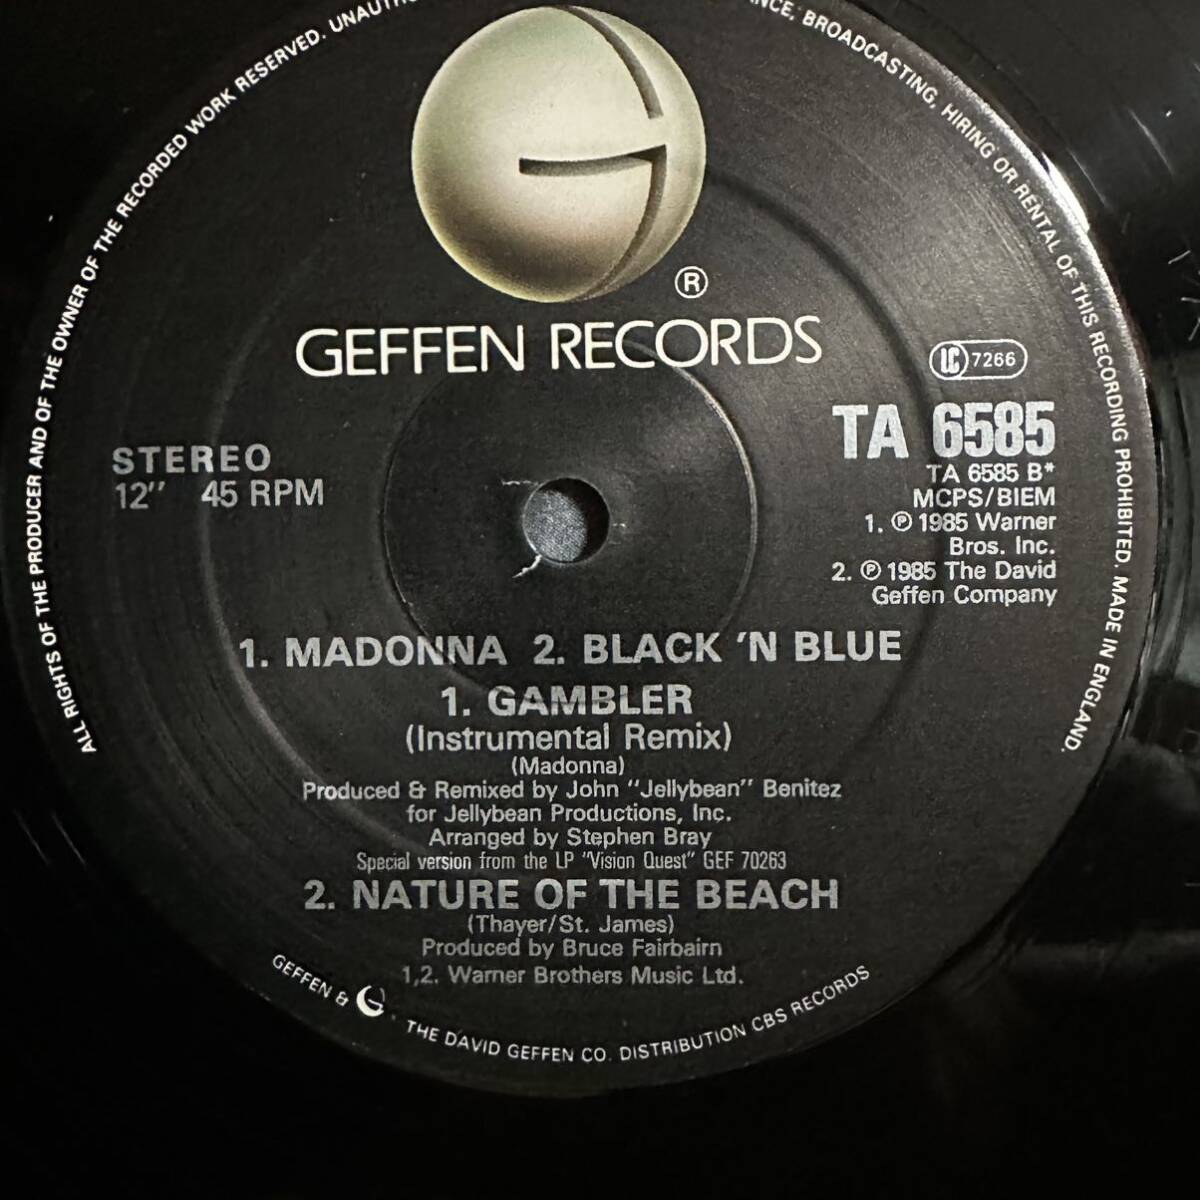 ALL RIGHTS OF THE PRODUCER AND OF THE OWNER OF THE RECORDED WORK RESERVED. BROADCASTING, HIRING OR RENTAL OF THIS RECORDING PROHIBITED. MADE IN ENGLAND.
®
GEFFEN RECORDS
LC 7266
TA 6585
STEREO
12" 45 RPM
TA 6585 B*
MCPS/BIEM
1. ℗ 1985 Warner
Bros. Inc.
2. ℗ 1985 The David
Geffen Company
1. MADONNA 2. BLACK 'N BLUE
1. GAMBLER
(Instrumental Remix)
(Madonna)
Produced & Remixed by John "Jellybean" Benitez
for Jellybean Productions, Inc.
Arranged by Stephen Bray
Special version from the LP "Vision Quest" GEF 70263
2. NATURE OF THE BEACH
(Thayer/St. James)
Produced by Bruce Fairbairn
1,2. Warner Brothers Music Ltd.
GEFFEN & G. THE DAVID GEFFEN CO. DISTRIBUTION CBS RECORDS